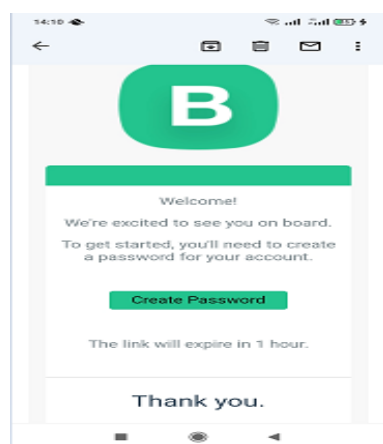 14:10
B
Welcome!
We're excited to see you on board.
To get started, you'll need to create
a password for your account.
Create Password
The link will expire in 1 hour.
Thank you.